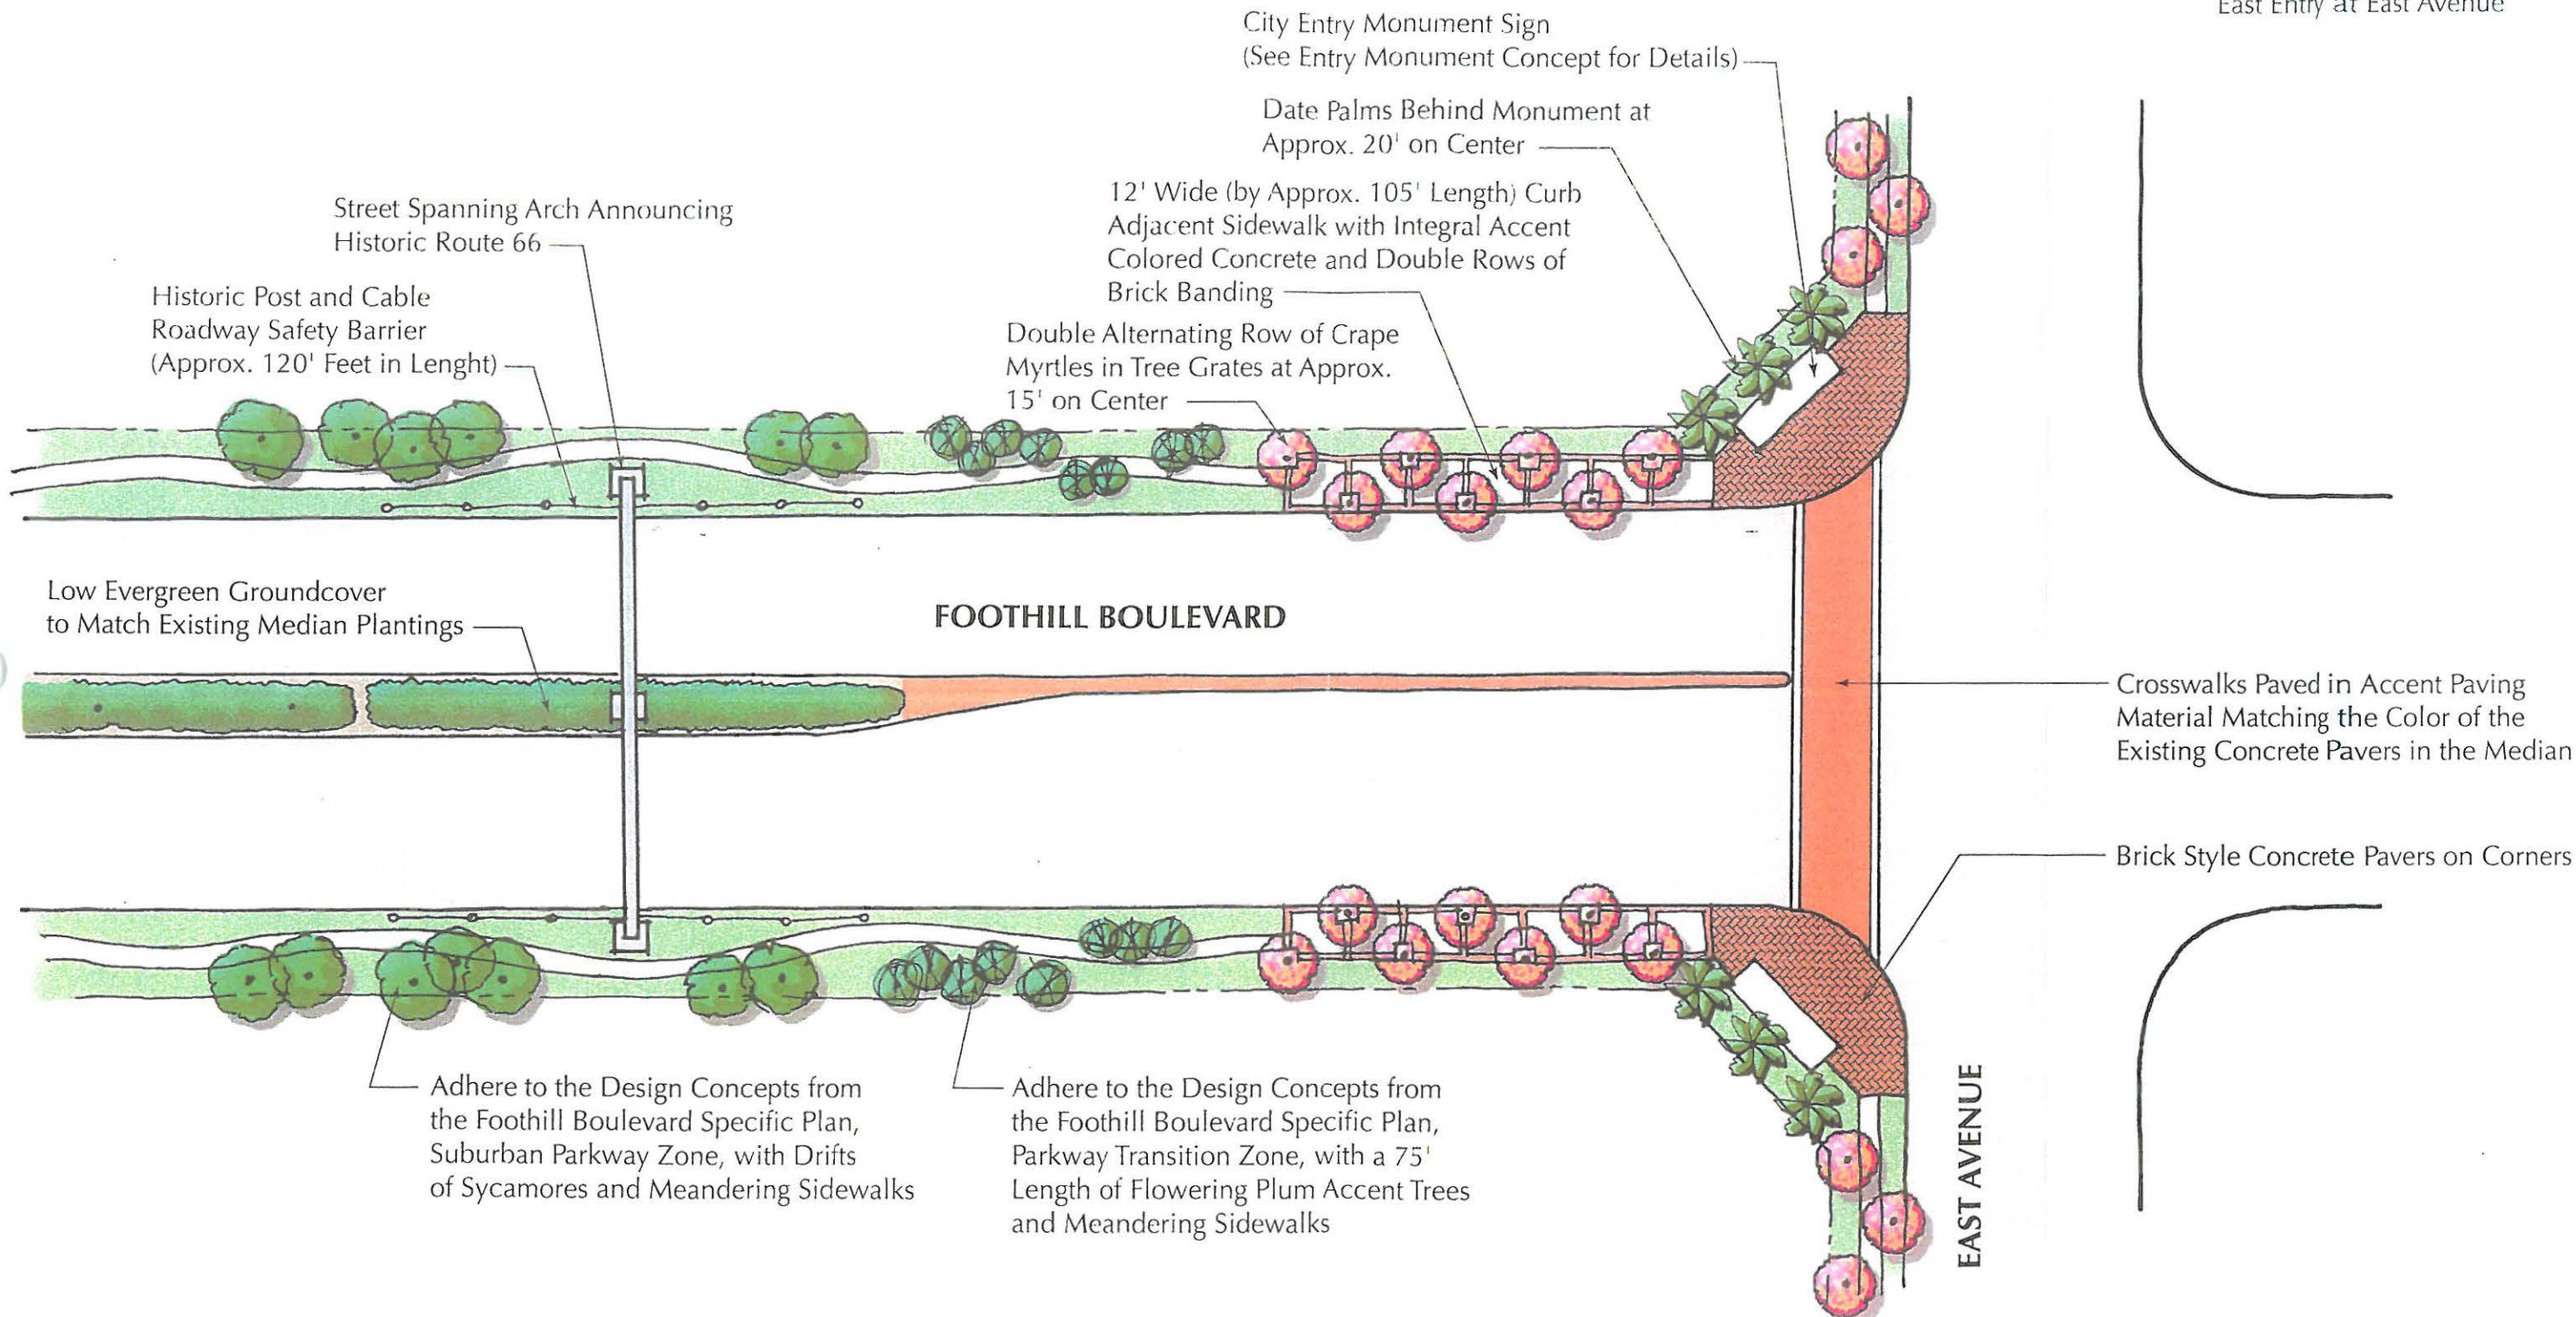 East Entry at East Avenue
City Entry Monument Sign
(See Entry Monument Concept for Details)
Date Palms Behind Monument at
Approx. 20' on Center
12' Wide (by Approx. 105' Length) Curb
Adjacent Sidewalk with Integral Accent
Colored Concrete and Double Rows of
Brick Banding
Street Spanning Arch Announcing
Historic Route 66
Historic Post and Cable
Roadway Safety Barrier
(Approx. 120' Feet in Lenght)
Double Alternating Row of Crape
Myrtles in Tree Grates at Approx.
15' on Center
Low Evergreen Groundcover
to Match Existing Median Plantings
FOOTHILL BOULEVARD
Crosswalks Paved in Accent Paving
Material Matching the Color of the
Existing Concrete Pavers in the Median
Brick Style Concrete Pavers on Corners
Adhere to the Design Concepts from
the Foothill Boulevard Specific Plan,
Suburban Parkway Zone, with Drifts
of Sycamores and Meandering Sidewalks
Adhere to the Design Concepts from
the Foothill Boulevard Specific Plan,
Parkway Transition Zone, with a 75'
Length of Flowering Plum Accent Trees
and Meandering Sidewalks
EAST AVENUE